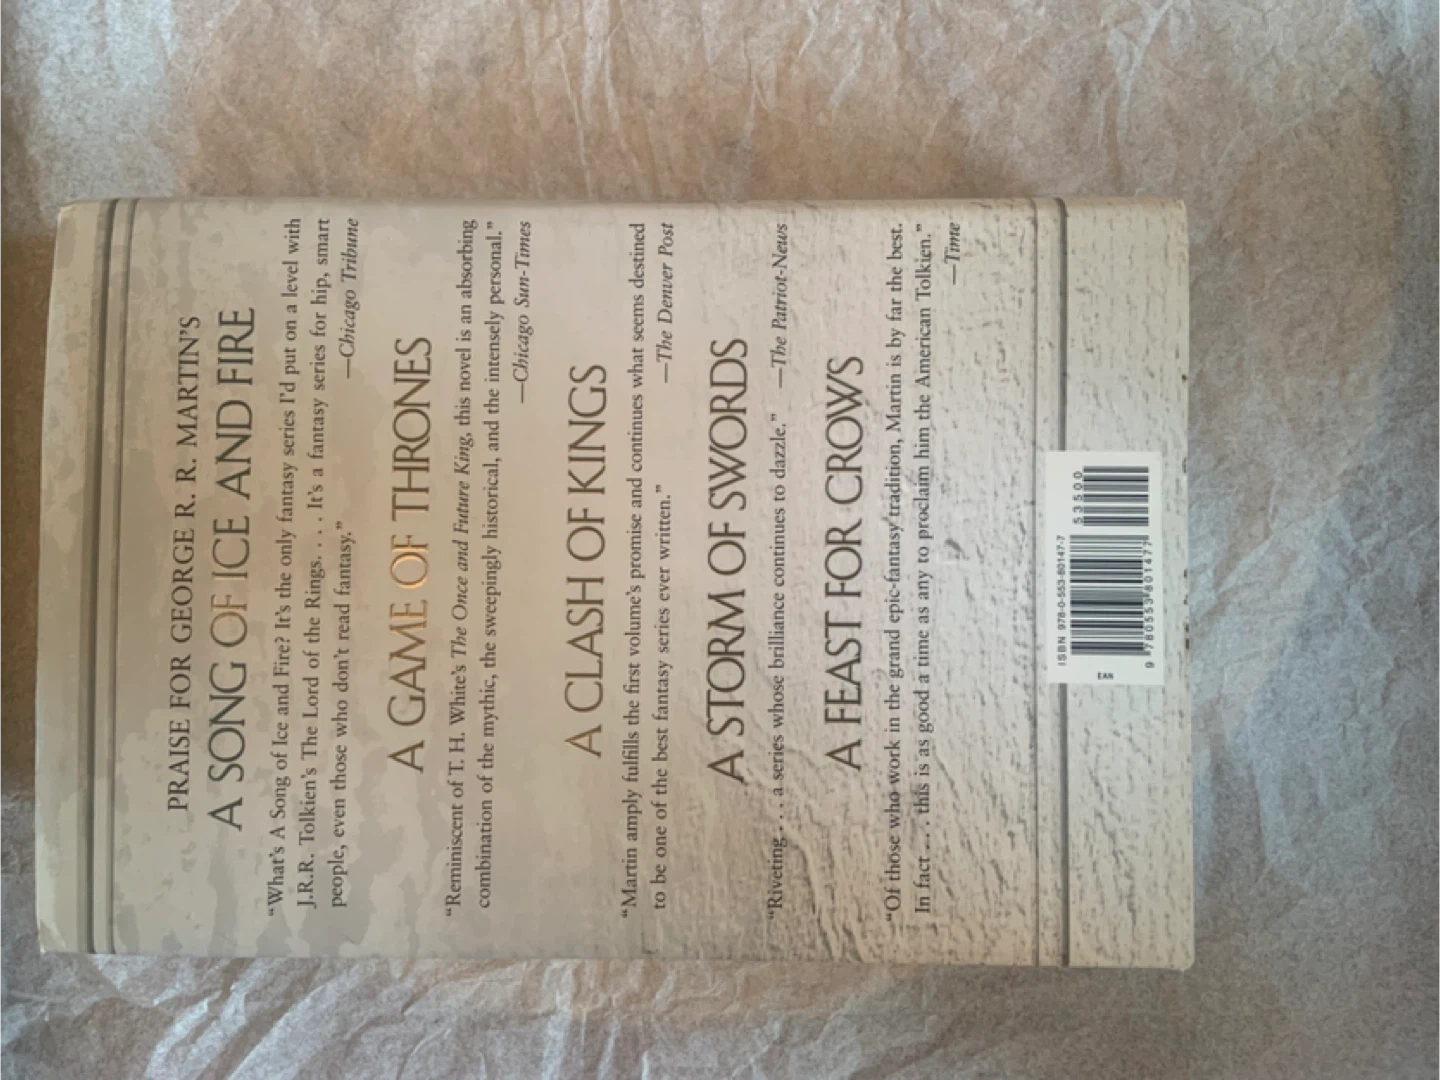 PRAISE FOR GEORGE R. R. MARTIN'S
A SONG OF ICE AND FIRE
“What's A Song of Ice and Fire? It's the only fantasy series I'd put on a level with
J.R.R. Tolkien's The Lord of the Rings. . . . It's a fantasy series for hip, smart
people, even those who don't read fantasy.”
—Chicago Tribune
A GAME OF THRONES
“Reminiscent of T. H. White's The Once and Future King, this novel is an absorbing
combination of the mythic, the sweepingly historical, and the intensely personal.”
—Chicago Sun-Times
A CLASH OF KINGS
“Martin amply fulfills the first volume's promise and continues what seems destined
to be one of the best fantasy series ever written.”
—The Denver Post
A STORM OF SWORDS
“Riveting . . . a series whose brilliance continues to dazzle.” —The Patriot-News
A FEAST FOR CROWS
“Of those who work in the grand epic-fantasy tradition, Martin is by far the best.
In fact . . . this is as good a time as any to proclaim him the American Tolkien.”
—Time
ISBN 978-0-553-80147-7
53500
EAN
9 780553 801477